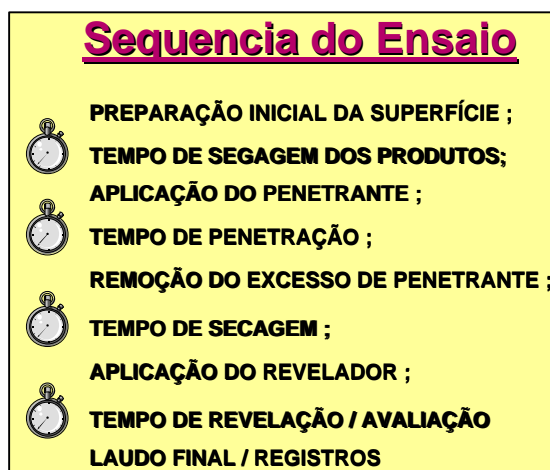 Sequencia do Ensaio
PREPARAÇÃO INICIAL DA SUPERFÍCIE ;
TEMPO DE SEGAGEM DOS PRODUTOS;
APLICAÇÃO DO PENETRANTE ;
TEMPO DE PENETRAÇÃO ;
REMOÇÃO DO EXCESSO DE PENETRANTE ;
TEMPO DE SECAGEM ;
APLICAÇÃO DO REVELADOR ;
TEMPO DE REVELAÇÃO / AVALIAÇÃO
LAUDO FINAL / REGISTROS